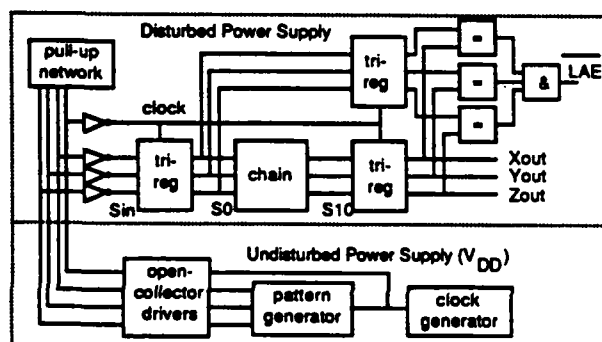 Disturbed Power Supply
pull-up
network
tri-
reg
=
=
=
&
LAE
clock
tri-
reg
chain
tri-
reg
Xout
Yout
Zout
Sin
S0
S10
Undisturbed Power Supply (VDD)
open-
collector
drivers
pattern
generator
clock
generator